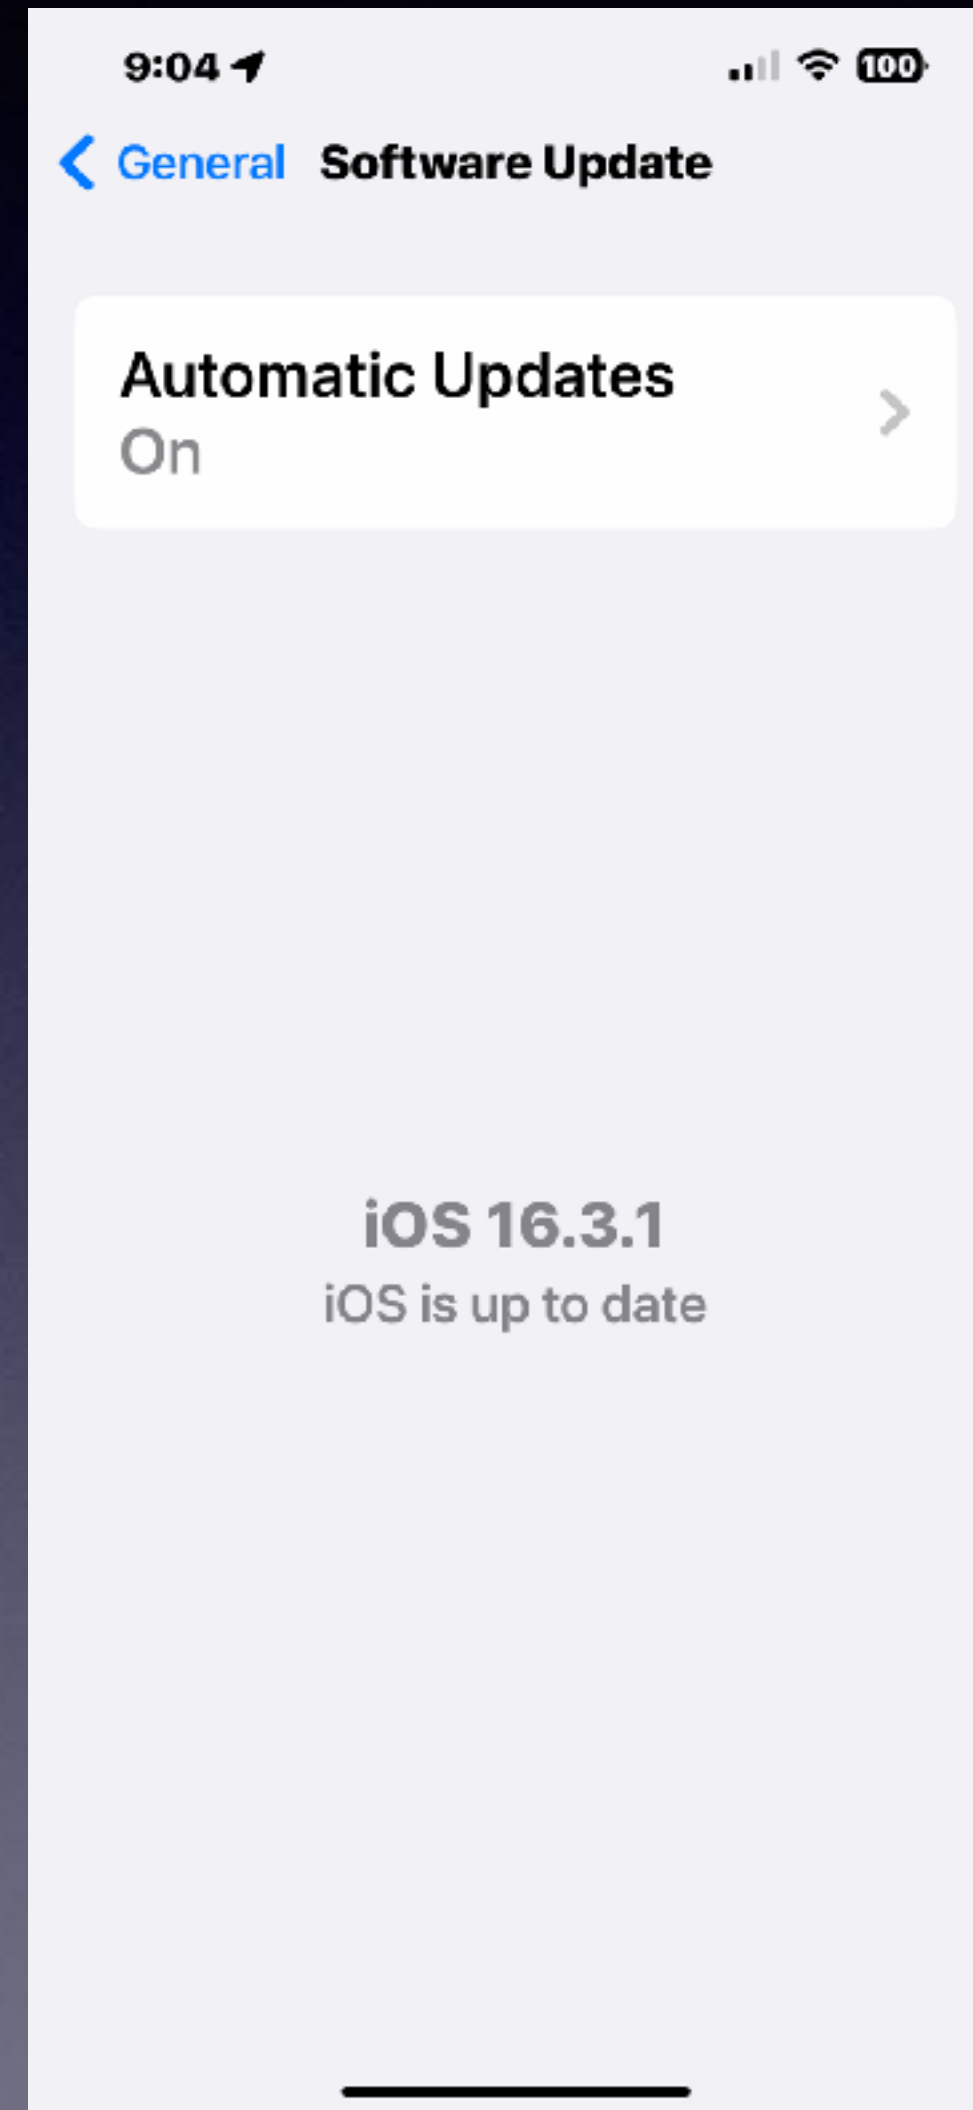 9:04
100
General Software Update
Automatic Updates
On
iOS 16.3.1
iOS is up to date